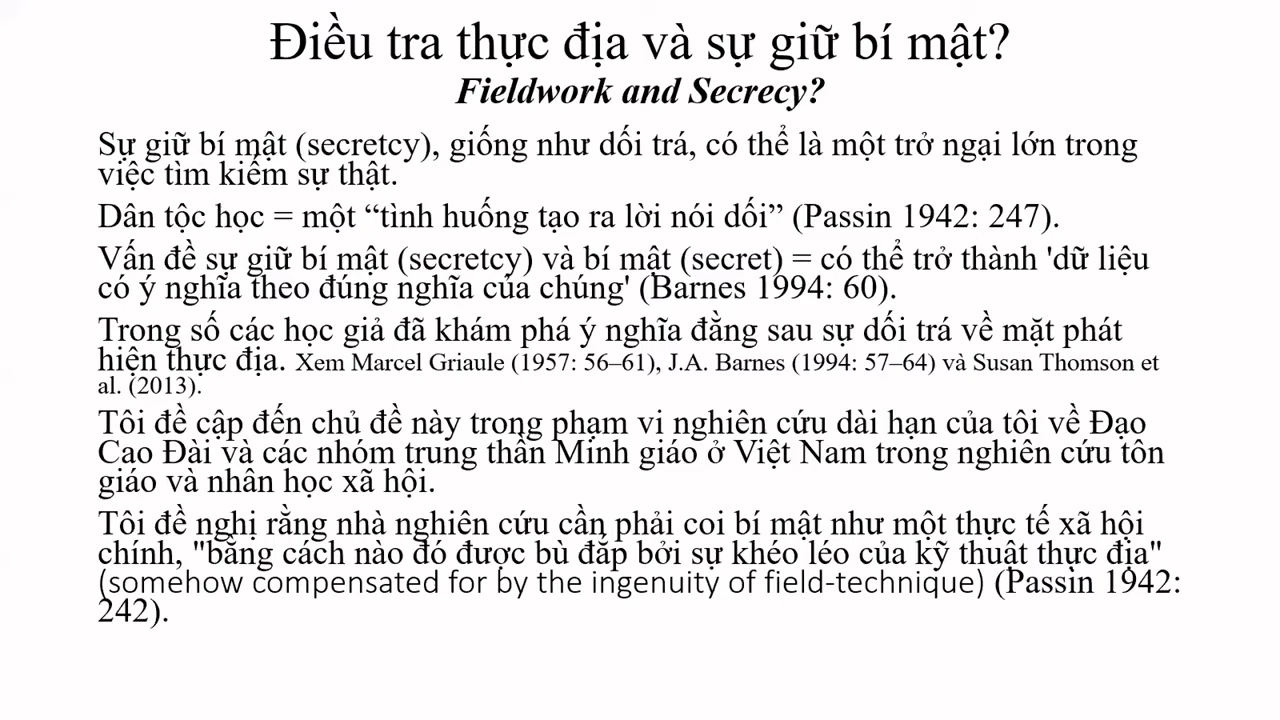 Điều tra thực địa và sự giữ bí mật?
Fieldwork and Secrecy?
Sự giữ bí mật (secretcy), giống như dối trá, có thể là một trở ngại lớn trong
việc tìm kiếm sự thật.
Dân tộc học = một “tình huống tạo ra lời nói dối” (Passin 1942: 247).
Vấn đề sự giữ bí mật (secretcy) và bí mật (secret) = có thể trở thành 'dữ liệu
có ý nghĩa theo đúng nghĩa của chúng' (Barnes 1994: 60).
Trong số các học giả đã khám phá ý nghĩa đằng sau sự dối trá về mặt phát
hiện thực địa. Xem Marcel Griaule (1957: 56–61), J.A. Barnes (1994: 57–64) và Susan Thomson et
al. (2013).
Tôi đề cập đến chủ đề này trong phạm vi nghiên cứu dài hạn của tôi về Đạo
Cao Đài và các nhóm trung thần Minh giáo ở Việt Nam trong nghiên cứu tôn
giáo và nhân học xã hội.
Tôi đề nghị rằng nhà nghiên cứu cần phải coi bí mật như một thực tế xã hội
chính, "bằng cách nào đó được bù đắp bởi sự khéo léo của kỹ thuật thực địa"
(somehow compensated for by the ingenuity of field-technique) (Passin 1942:
242).